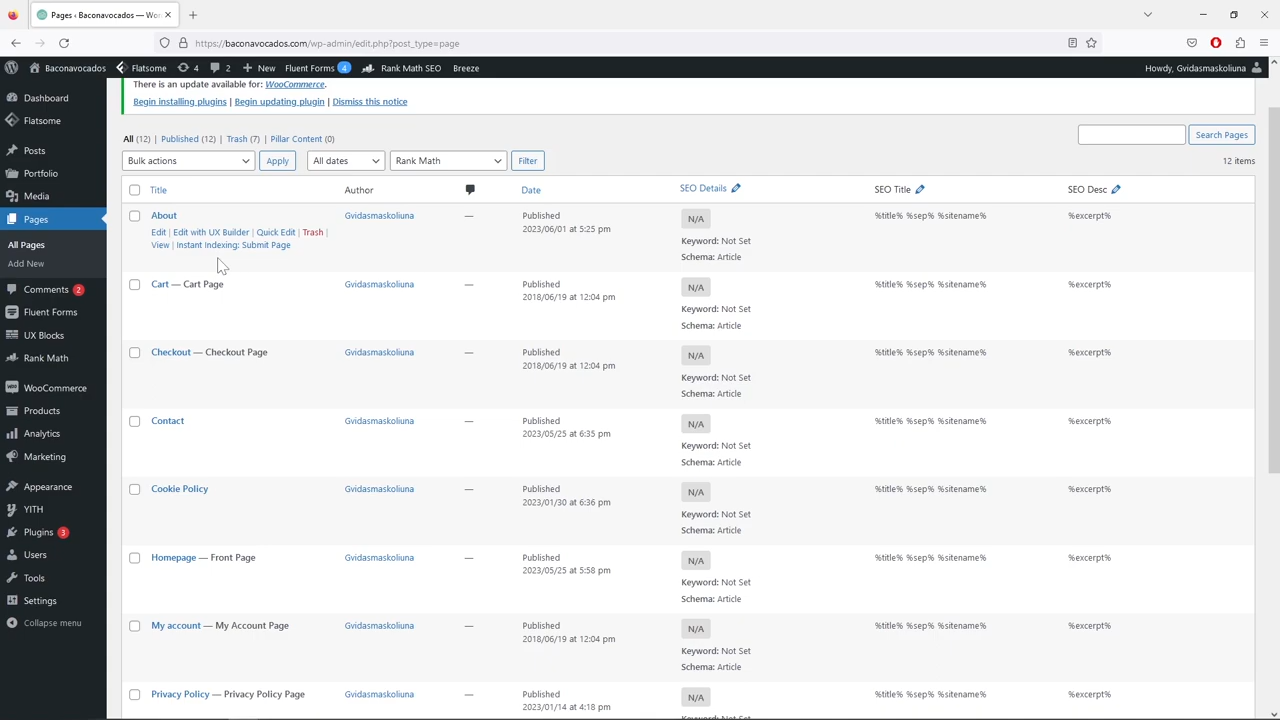 Pages ‹ Baconavocados — Wo
https://baconavocados.com/wp-admin/edit.php?post_type=page
Baconavocados Flatsome 4 2 New Fluent Forms 4 Rank Math SEO Breeze Howdy, Gvidasmaskoliuna
Dashboard
Flatsome
Posts
Portfolio
Media
Pages
All Pages
Add New
Comments 2
Fluent Forms
UX Blocks
Rank Math
WooCommerce
Products
Analytics
Marketing
Appearance
YITH
Plugins 3
Users
Tools
Settings
Collapse menu
There is an update available for: WooCommerce.
Begin installing plugins | Begin updating plugin | Dismiss this notice
All (12) | Published (12) | Trash (7) | Pillar Content (0)
Search Pages
Bulk actions Apply All dates Rank Math Filter
12 items
Title Author Date SEO Details SEO Title SEO Desc
About Gvidasmaskoliuna — Published N/A %title% %sep% %sitename% %excerpt%
Edit | Edit with UX Builder | Quick Edit | Trash | 2023/06/01 at 5:25 pm
View | Instant Indexing: Submit Page Keyword: Not Set
Schema: Article
Cart — Cart Page Gvidasmaskoliuna — Published N/A %title% %sep% %sitename% %excerpt%
2018/06/19 at 12:04 pm
Keyword: Not Set
Schema: Article
Checkout — Checkout Page Gvidasmaskoliuna — Published N/A %title% %sep% %sitename% %excerpt%
2018/06/19 at 12:04 pm
Keyword: Not Set
Schema: Article
Contact Gvidasmaskoliuna — Published N/A %title% %sep% %sitename% %excerpt%
2023/05/25 at 6:35 pm
Keyword: Not Set
Schema: Article
Cookie Policy Gvidasmaskoliuna — Published N/A %title% %sep% %sitename% %excerpt%
2023/01/30 at 6:36 pm
Keyword: Not Set
Schema: Article
Homepage — Front Page Gvidasmaskoliuna — Published N/A %title% %sep% %sitename% %excerpt%
2023/05/25 at 5:58 pm
Keyword: Not Set
Schema: Article
My account — My Account Page Gvidasmaskoliuna — Published N/A %title% %sep% %sitename% %excerpt%
2018/06/19 at 12:04 pm
Keyword: Not Set
Schema: Article
Privacy Policy — Privacy Policy Page Gvidasmaskoliuna — Published N/A %title% %sep% %sitename% %excerpt%
2023/01/14 at 4:18 pm
Keyword: Not Set